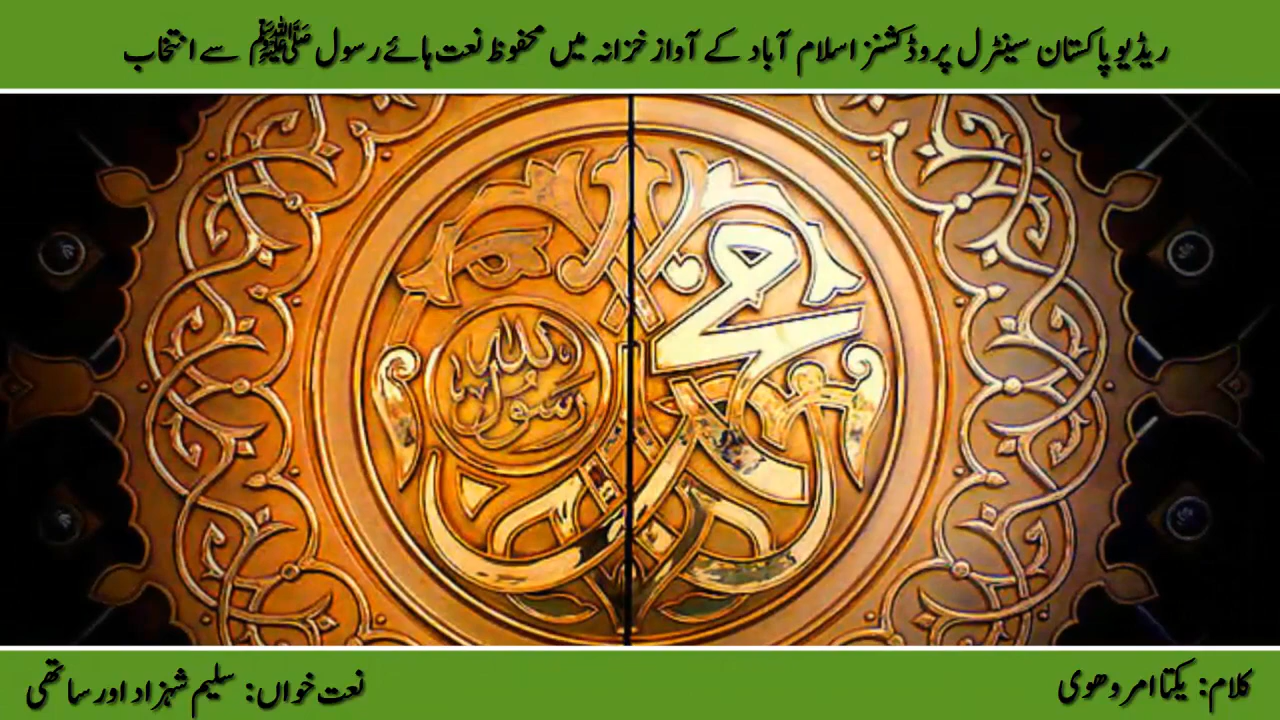 ریڈیو پاکستان سینٹرل پروڈکشنز اسلام آباد کے آواز خزانہ میں محفوظ نعت ہائے رسول ﷺ سے انتخاب
محمد
رسول الله
کلام: یکتا امروھوی
نعت خواں: سلیم شہزاد اور ساتھی